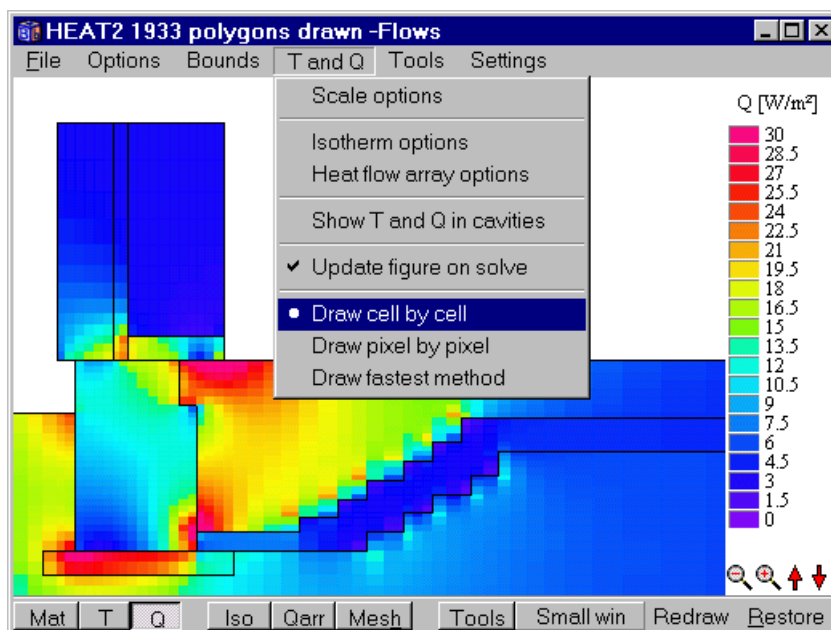 HEAT2 1933 polygons drawn -Flows
File Options Bounds T and Q Tools Settings
Scale options
Isotherm options
Heat flow array options
Show T and Q in cavities
Update figure on solve
Draw cell by cell
Draw pixel by pixel
Draw fastest method
Q [W/m²]
30
28.5
27
25.5
24
22.5
21
19.5
18
16.5
15
13.5
12
10.5
9
7.5
6
4.5
3
1.5
0
Mat T Q Iso Qarr Mesh Tools Small win Redraw Restore